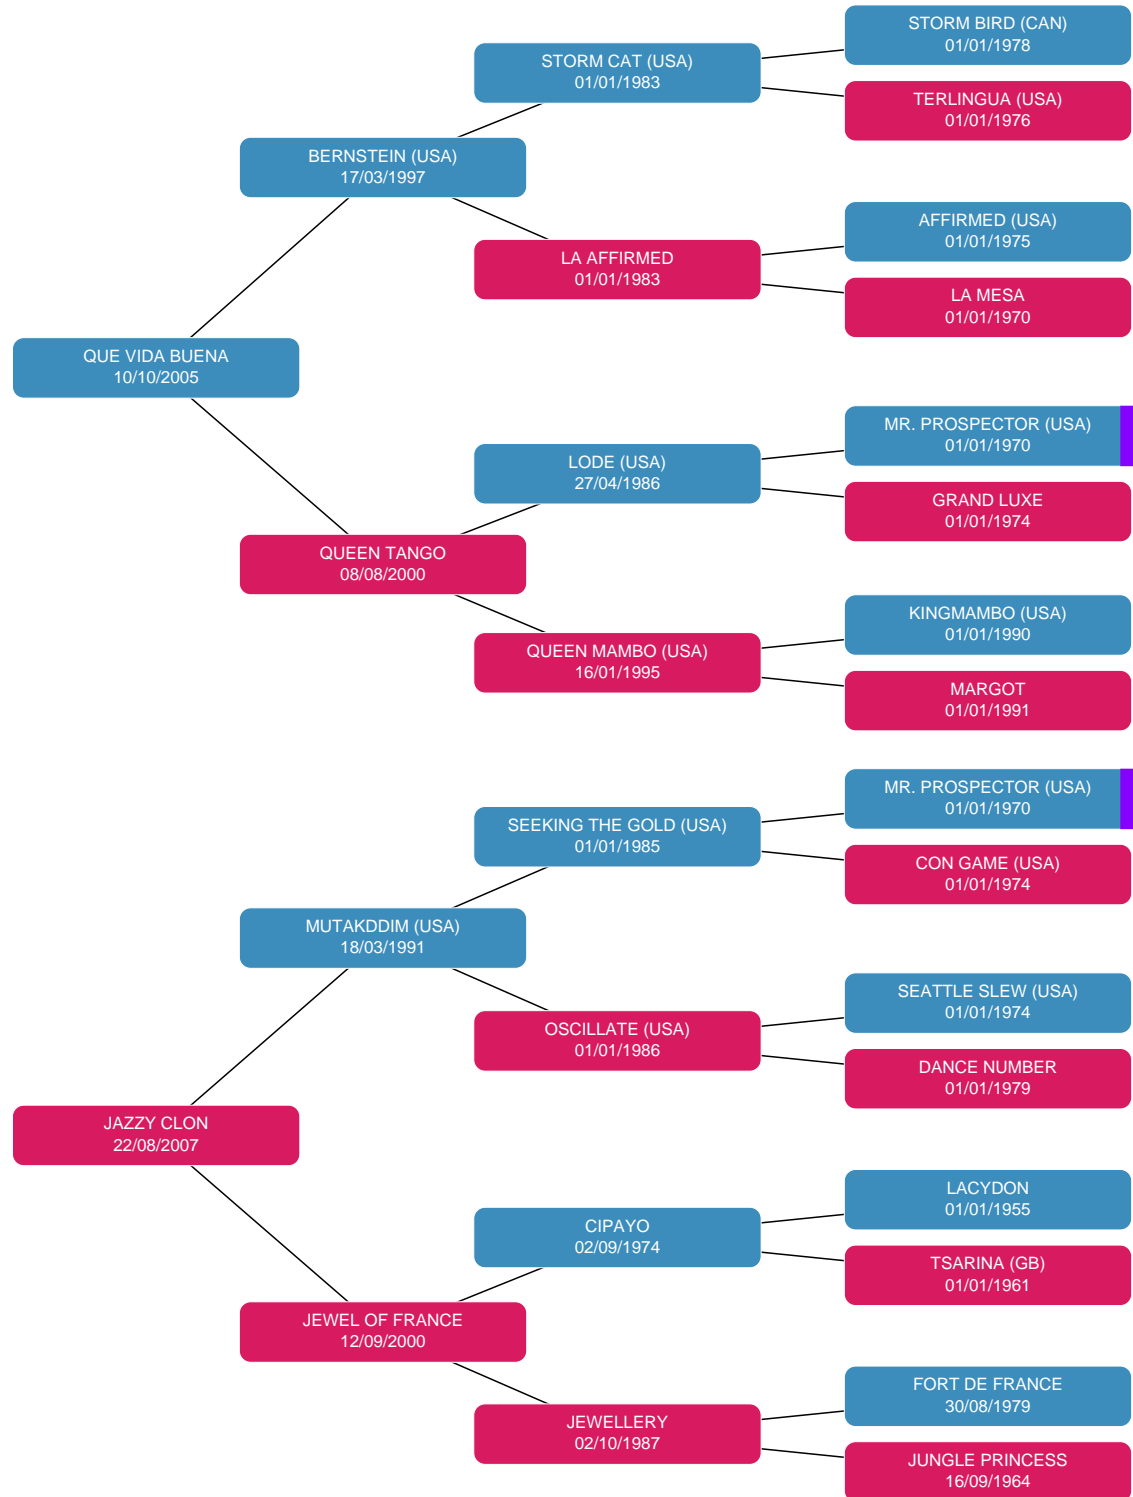 STORM BIRD (CAN)
01/01/1978
STORM CAT (USA)
01/01/1983
TERLINGUA (USA)
01/01/1976
BERNSTEIN (USA)
17/03/1997
AFFIRMED (USA)
01/01/1975
LA AFFIRMED
01/01/1983
LA MESA
01/01/1970
QUE VIDA BUENA
10/10/2005
MR. PROSPECTOR (USA)
01/01/1970
LODE (USA)
27/04/1986
GRAND LUXE
01/01/1974
QUEEN TANGO
08/08/2000
KINGMAMBO (USA)
01/01/1990
QUEEN MAMBO (USA)
16/01/1995
MARGOT
01/01/1991
MR. PROSPECTOR (USA)
01/01/1970
SEEKING THE GOLD (USA)
01/01/1985
CON GAME (USA)
01/01/1974
MUTAKDDIM (USA)
18/03/1991
SEATTLE SLEW (USA)
01/01/1974
OSCILLATE (USA)
01/01/1986
DANCE NUMBER
01/01/1979
JAZZY CLON
22/08/2007
LACYDON
01/01/1955
CIPAYO
02/09/1974
TSARINA (GB)
01/01/1961
JEWEL OF FRANCE
12/09/2000
FORT DE FRANCE
30/08/1979
JEWELLERY
02/10/1987
JUNGLE PRINCESS
16/09/1964